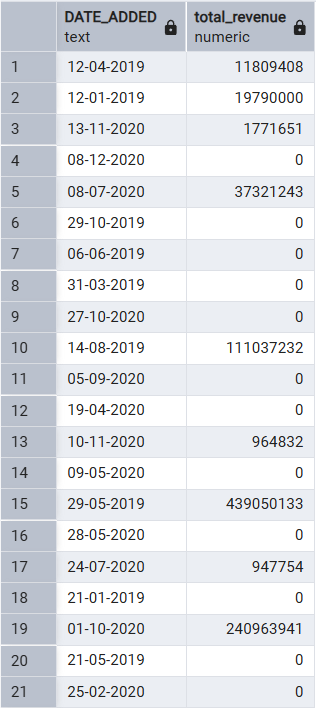 DATE_ADDED total_revenue
text numeric
1 12-04-2019 11809408
2 12-01-2019 19790000
3 13-11-2020 1771651
4 08-12-2020 0
5 08-07-2020 37321243
6 29-10-2019 0
7 06-06-2019 0
8 31-03-2019 0
9 27-10-2020 0
10 14-08-2019 111037232
11 05-09-2020 0
12 19-04-2020 0
13 10-11-2020 964832
14 09-05-2020 0
15 29-05-2019 439050133
16 28-05-2020 0
17 24-07-2020 947754
18 21-01-2019 0
19 01-10-2020 240963941
20 21-05-2019 0
21 25-02-2020 0